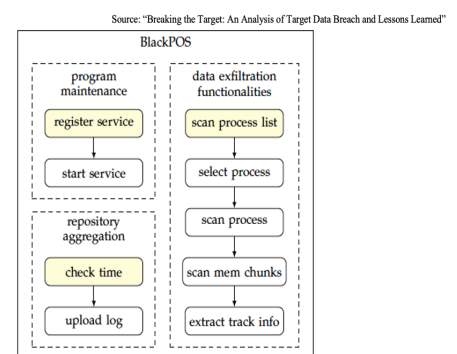 Source: “Breaking the Target: An Analysis of Target Data Breach and Lessons Learned”
BlackPOS
program
maintenance
register service
start service
repository
aggregation
check time
upload log
data exfiltration
functionalities
scan process list
select process
scan process
scan mem chunks
extract track info